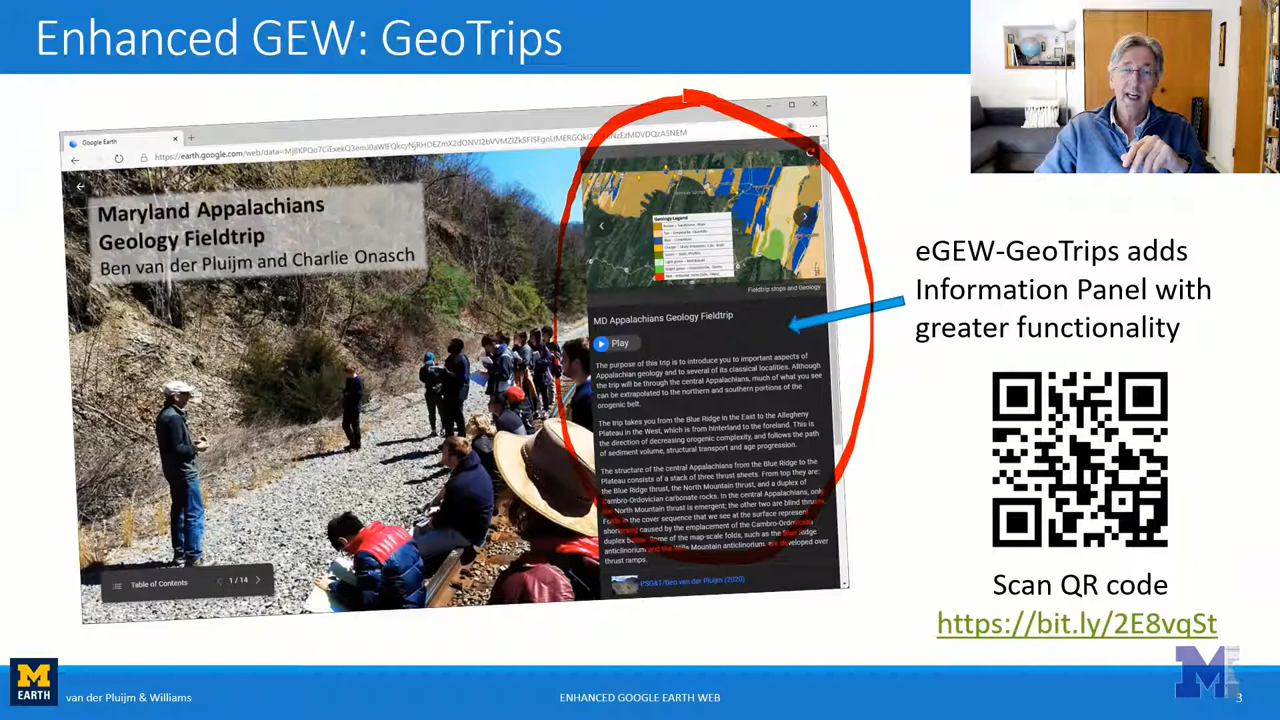 Enhanced GEW: GeoTrips
Google Earth
Maryland Appalachians
Geology Fieldtrip
Ben van der Pluijm and Charlie Onasch
Geology Legend
Fieldtrip stops and Geology
MD Appalachians Geology Fieldtrip
Play
The purpose of this trip is to introduce you to important aspects of
Appalachian geology and to several of its classical localities. Although
the trip will be through the central Appalachians, much of what you see
can be extrapolated to the northern and southern portions of the
orogenic belt.
The trip takes you from the Blue Ridge in the East to the Allegheny
Plateau in the West, which is from hinterland to the foreland. This is
the direction of decreasing orogenic complexity, and follows the path
of sediment volume, structural transport and age progression.
The structure of the central Appalachians from the Blue Ridge to the
Plateau consists of a stack of three thrust sheets. From top they are:
the Blue Ridge thrust, the North Mountain thrust, and a duplex of
Cambro-Ordovician carbonate rocks. In the central Appalachians, only
the North Mountain thrust is emergent; the other two are blind thrusts.
Folds in the cover sequence that we see at the surface represent
shortening caused by the emplacement of the Cambro-Ordovician
duplex below. Some of the map-scale folds, such as the Blue Ridge
anticlinorium and the Wills Mountain anticlinorium, are developed over
thrust ramps.
PSG&T/Ben van der Pluijm (2020)
Table of Contents
1 / 14
eGEW-GeoTrips adds
Information Panel with
greater functionality
Scan QR code
https://bit.ly/2E8vqSt
M
EARTH
van der Pluijm & Williams
ENHANCED GOOGLE EARTH WEB
M
3